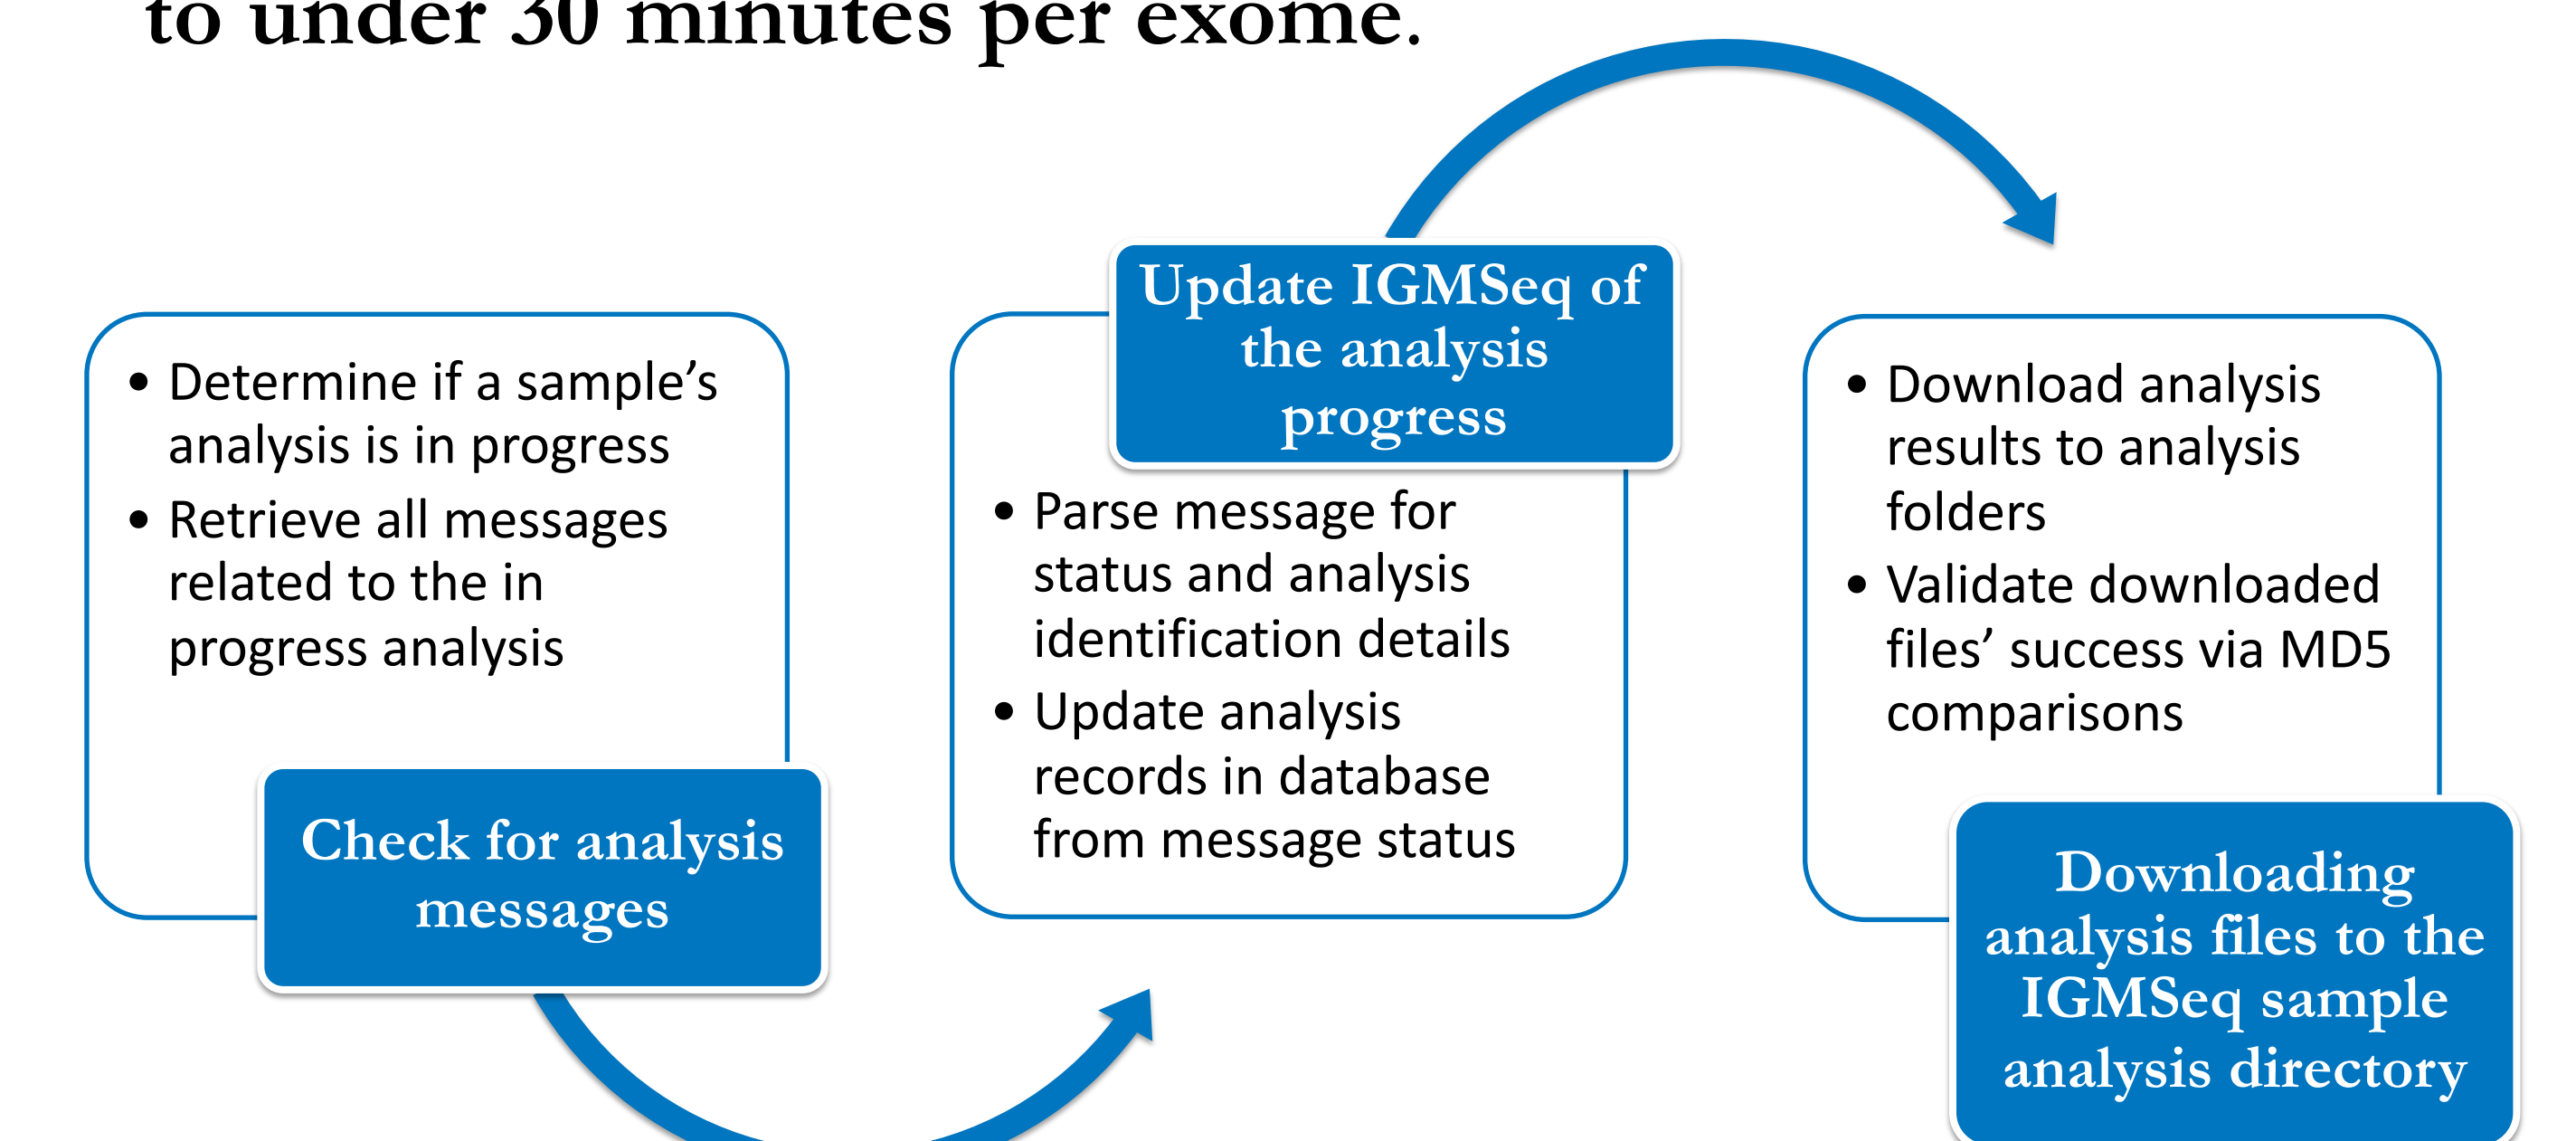 to under 30 minutes per exome.
• Determine if a sample’s
analysis is in progress
• Retrieve all messages
related to the in
progress analysis
Check for analysis
messages
Update IGMSeq of
the analysis
progress
• Parse message for
status and analysis
identification details
• Update analysis
records in database
from message status
• Download analysis
results to analysis
folders
• Validate downloaded
files’ success via MD5
comparisons
Downloading
analysis files to the
IGMSeq sample
analysis directory